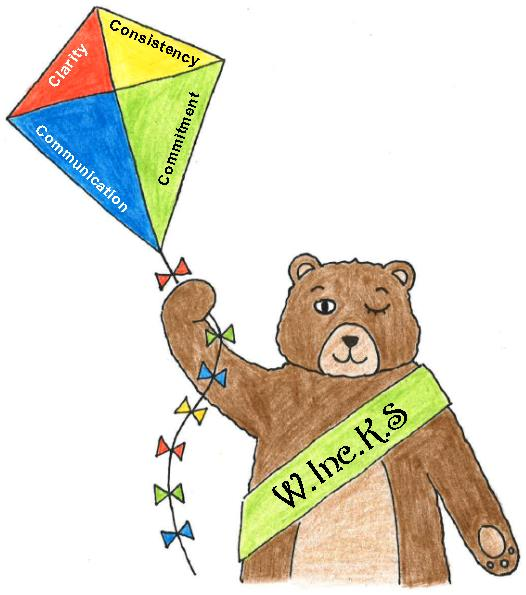 Clarity
Consistency
Communication
Commitment
W.Inc.K.S